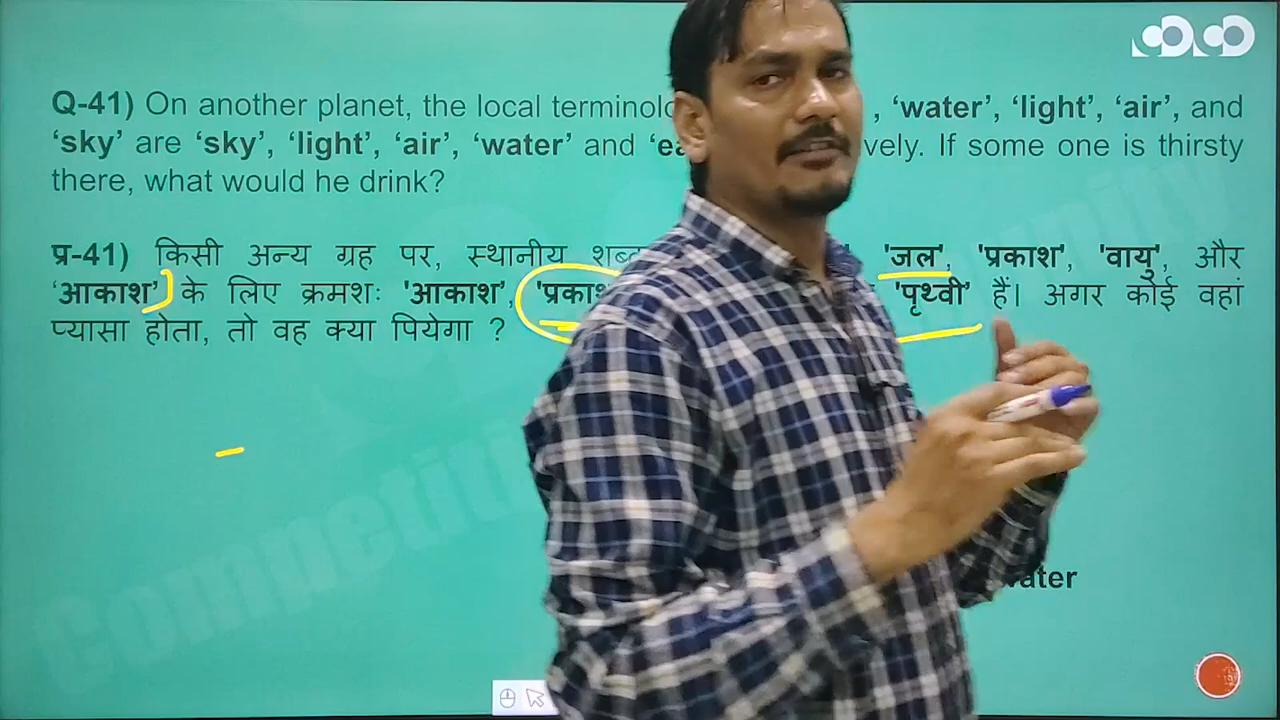 Q-41) On another planet, the local , 'water', 'light', 'air', and
'sky' are 'sky', 'light', 'air', 'water' and If some one is thirsty
there, what would he drink?
प्र-41) किसी अन्य ग्रह पर, स्थानीय 'जल', 'प्रकाश', 'वायु', और
'आकाश' के लिए क्रमशः 'आकाश', 'पृथ्वी' हैं। अगर कोई वहां
प्यासा होता, तो वह क्या पियेगा ?
water